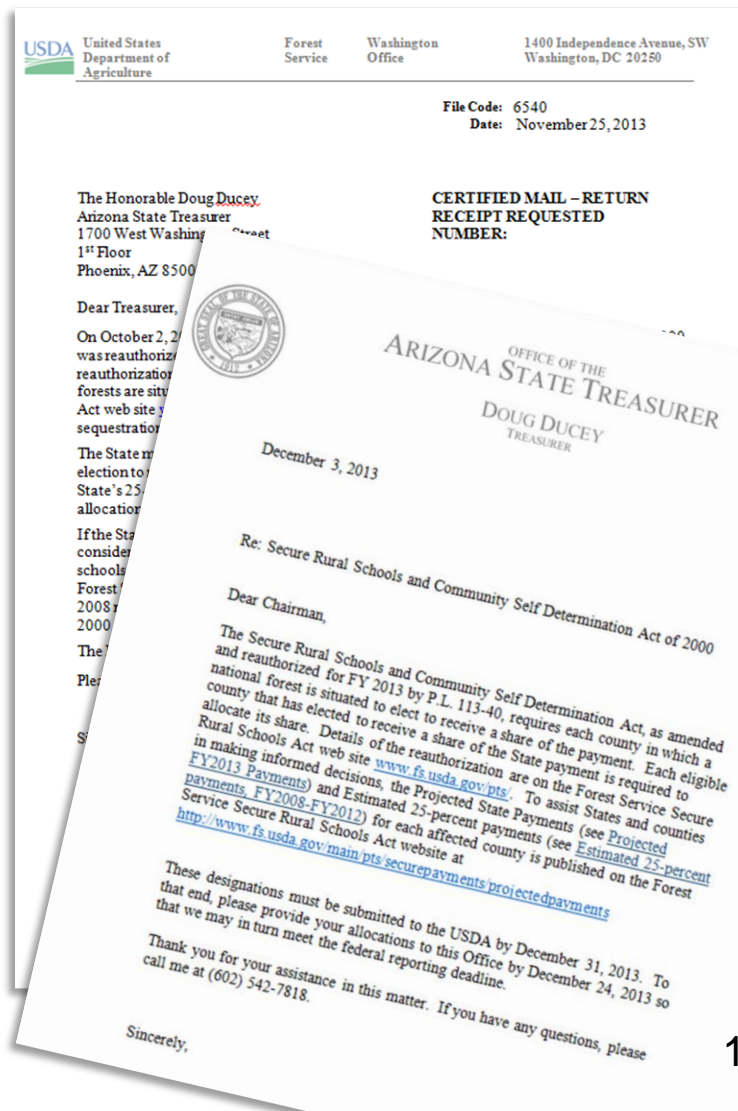 USDA
United States
Department of
Agriculture
Forest
Service
Washington
Office
1400 Independence Avenue, SW
Washington, DC 20250
File Code: 6540
Date: November 25, 2013
The Honorable Doug Ducey
Arizona State Treasurer
1700 West Washing Street
1st Floor
Phoenix, AZ 8500
CERTIFIED MAIL – RETURN
RECEIPT REQUESTED
NUMBER:
Dear Treasurer,
On October 2, 2
was reauthorize
reauthorization
forests are situ
Act web site
sequestration
The State m
election to
State's 25-
allocation
If the Sta
consider
schools
Forest
2008
2000
The
Plea
S
GREAT SEAL OF THE STATE OF ARIZONA
1912
OFFICE OF THE
ARIZONA STATE TREASURER
DOUG DUCEY
TREASURER
December 3, 2013
Re: Secure Rural Schools and Community Self Determination Act of 2000
Dear Chairman,
The Secure Rural Schools and Community Self Determination Act, as amended
and reauthorized for FY 2013 by P.L. 113-40, requires each county in which a
national forest is situated to elect to receive a share of the payment. Each eligible
county that has elected to receive a share of the State payment is required to
allocate its share. Details of the reauthorization are on the Forest Service Secure
Rural Schools Act web site www.fs.usda.gov/pts/. To assist States and counties
in making informed decisions, the Projected State Payments (see Projected
FY2013 Payments) and Estimated 25-percent payments (see Estimated 25-percent
payments, FY2008-FY2012) for each affected county is published on the Forest
Service Secure Rural Schools Act website at
http://www.fs.usda.gov/main/pts/securepayments/projectedpayments
These designations must be submitted to the USDA by December 31, 2013. To
that end, please provide your allocations to this Office by December 24, 2013 so
that we may in turn meet the federal reporting deadline.
Thank you for your assistance in this matter. If you have any questions, please
call me at (602) 542-7818.
Sincerely,
1